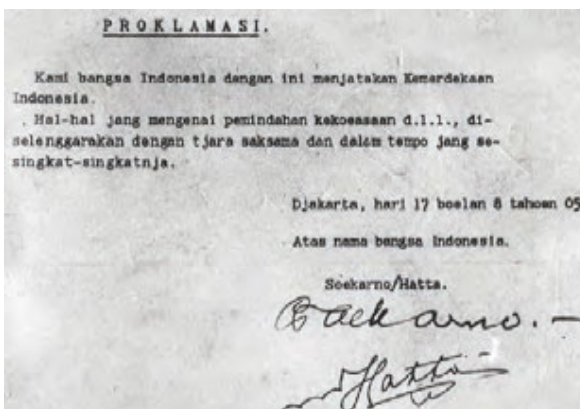 PROKLAMASI.
Kami bangsa Indonesia dengan ini menjatakan Kemerdekaan
Indonesia.
Hal-hal jang mengenai pemindahan kekoeasaan d.l.l., di-
selenggarakan dengan tjara saksama dan dalam tempo jang se-
singkat-singkatnja.
Djakarta, hari 17 boelan 8 tahoen 05
Atas nama bangsa Indonesia.
Soekarno/Hatta.
Soekarno.-
Hatta